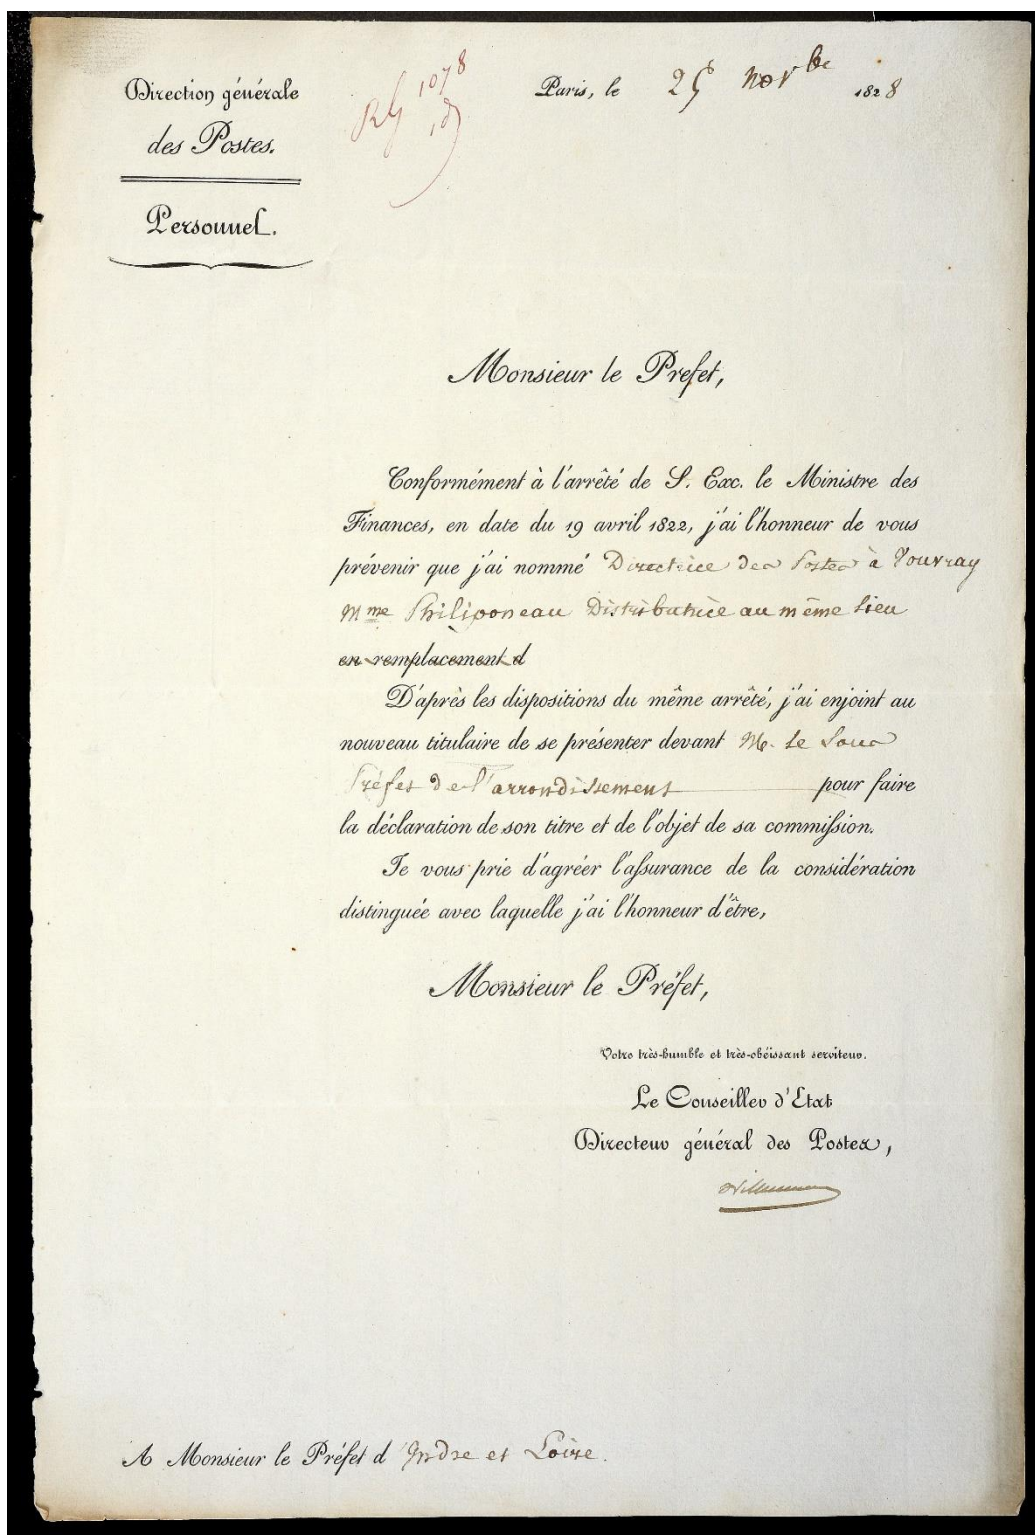 Direction générale
des Postes.
Personnel.
RG 1078
Paris, le 25 Novbre 1828
Monsieur le Prefet,
Conformément à l'arrêté de S. Exc. le Ministre des
Finances, en date du 19 avril 1822, j'ai l'honneur de vous
prévenir que j'ai nommé Directrice des Postes à Vouvray
Mme Philiponeau Distributrice au même lieu
en remplacement d
D'après les dispositions du même arrêté, j'ai enjoint au
nouveau titulaire de se présenter devant M. le Sous
Préfet de l'arrondissement pour faire
la déclaration de son titre et de l'objet de sa commission.
Je vous prie d'agréer l'assurance de la considération
distinguée avec laquelle j'ai l'honneur d'être,
Monsieur le Préfet,
Votre très-humble et très-obéissant serviteur.
Le Conseiller d'Etat
Directeur général des Postes,
A Monsieur le Préfet d'Indre et Loire.